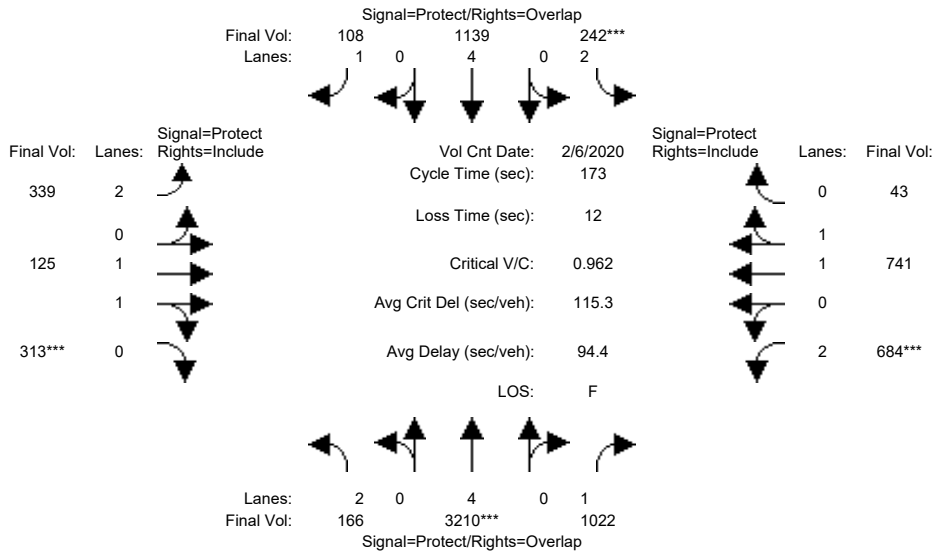 Signal=Protect/Rights=Overlap
Final Vol: 108 1139 242***
Lanes: 1 0 4 0 2
Signal=Protect
Final Vol: Lanes: Rights=Include
Vol Cnt Date: 2/6/2020
Signal=Protect
Rights=Include Lanes: Final Vol:
Cycle Time (sec): 173
339 2
0 43
Loss Time (sec): 12
0
1
125 1
Critical V/C: 0.962
1 741
1
Avg Crit Del (sec/veh): 115.3
0
313*** 0
Avg Delay (sec/veh): 94.4
2 684***
LOS: F
Lanes: 2 0 4 0 1
Final Vol: 166 3210*** 1022
Signal=Protect/Rights=Overlap